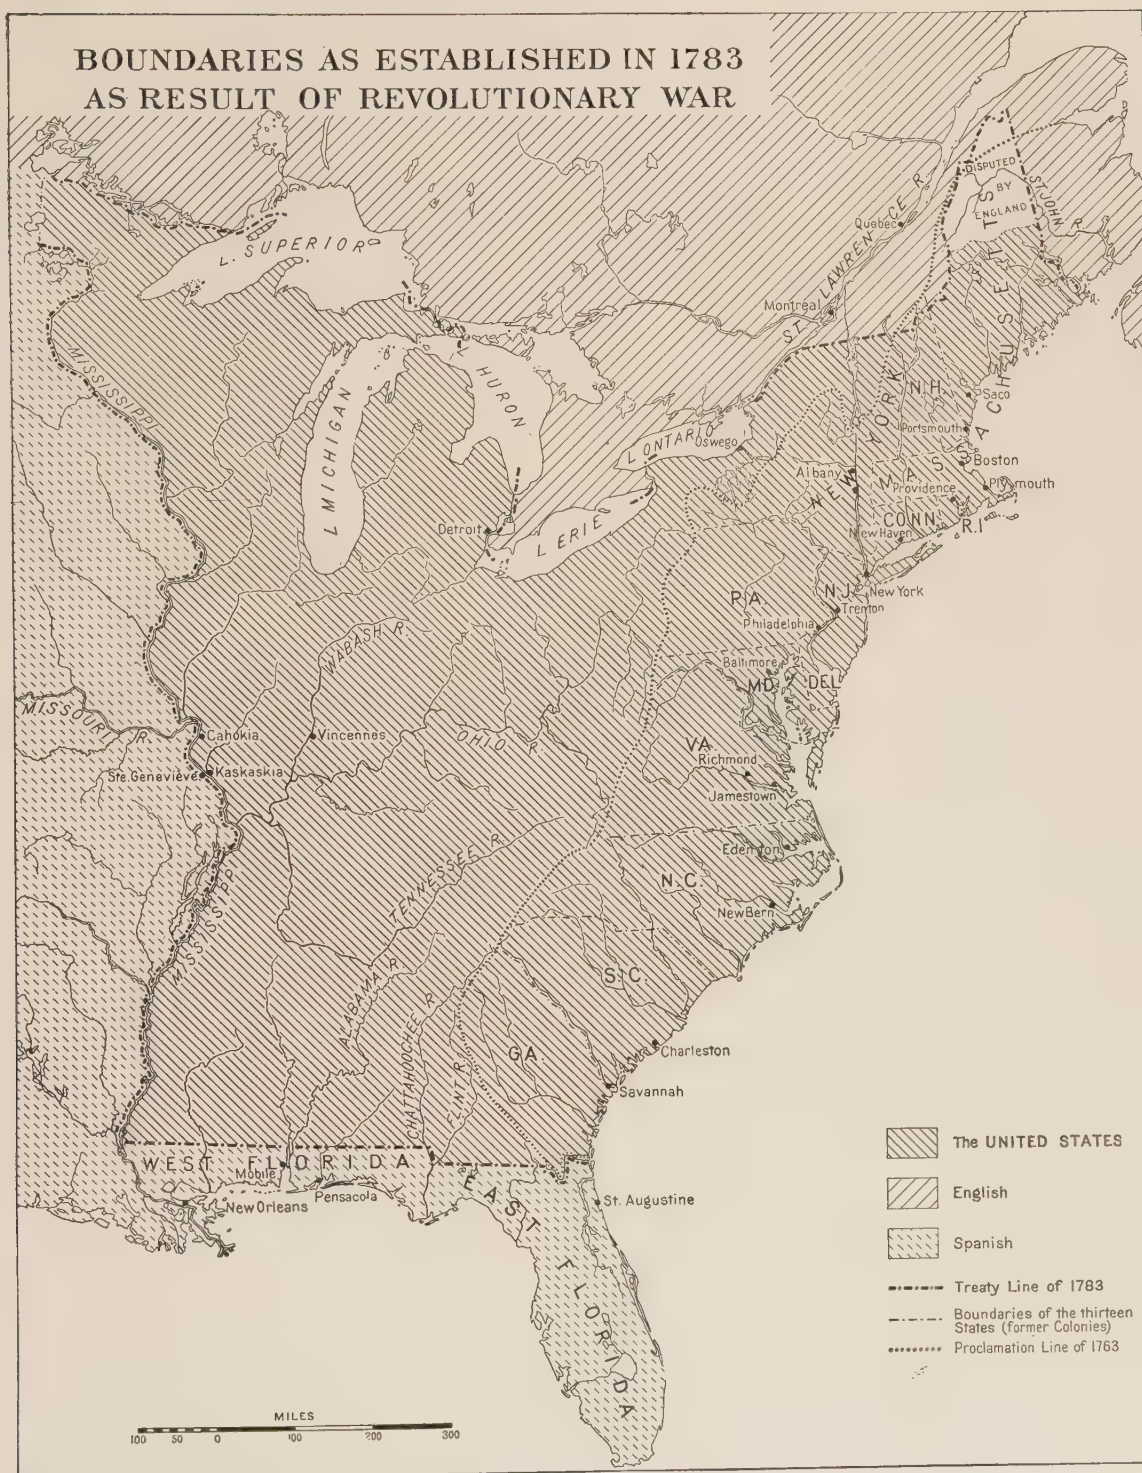 BOUNDARIES AS ESTABLISHED IN 1783
AS RESULT OF REVOLUTIONARY WAR
DISPUTED
BY
ENGLAND
ST. JOHN R.
Quebec
ST. LAWRENCE R.
Montreal
L. SUPERIOR
MISSISSIPPI
L MICHIGAN
L HURON
L ONTARIO
Oswego
L ERIE
Detroit
MASSACHUSETTS
N.H.
Saco
Portsmouth
NEW YORK
Albany
MASS
Boston
Providence
Plymouth
CONN.
New Haven
R.I
New York
N.J.
Trenton
PA.
Philadelphia
Baltimore
MD.
DEL
WABASH R.
MISSOURI R.
Cahokia
Vincennes
OHIO R.
VA.
Richmond
Jamestown
Ste. Geneviève
Kaskaskia
Edenton
TENNESSEE R.
N.C.
New Bern
MISSISSIPPI
S.C.
ALABAMA R.
CHATTAHOOCHEE R.
FLINT R.
GA.
Charleston
Savannah
WEST FLORIDA
Mobile
Pensacola
New Orleans
EAST FLORIDA
St. Augustine
The UNITED STATES
English
Spanish
Treaty Line of 1783
Boundaries of the thirteen
States (former Colonies)
Proclamation Line of 1763
MILES
100 50 0 100 200 300